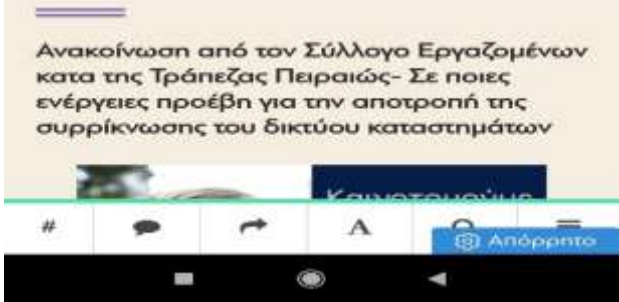 Ανακοίνωση από τον Σύλλογο Εργαζομένων
κατα της Τράπεζας Πειραιώς- Σε ποιες
ενέργειες προέβη για την αποτροπή της
συρρίκνωσης του δικτύου καταστημάτων
Καινοτομούμε
# A
Απόρρητο